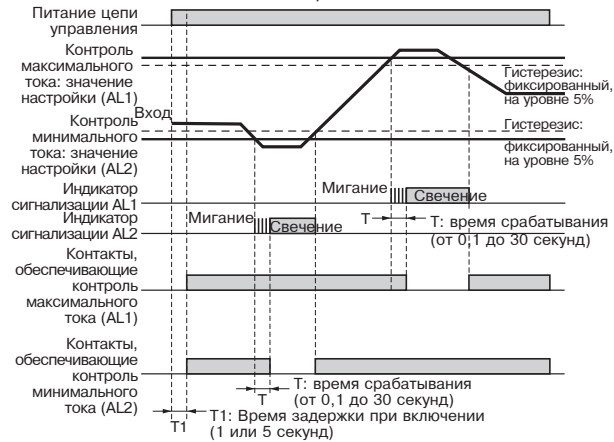 Питание цепи
управления
Контроль
максимального
тока: значение
настройки (AL1)
Гистерезис:
фиксированный,
на уровне 5%
Вход
Контроль
минимального
тока: значение
настройки (AL2)
Гистерезис:
фиксированный,
на уровне 5%
Индикатор
сигнализации AL1
Мигание
Свечение
Индикатор
сигнализации AL2
Мигание
Свечение
T
T: время срабатывания
(от 0,1 до 30 секунд)
Контакты,
обеспечивающие
контроль
максимального
тока (AL1)
Контакты,
обеспечивающие
контроль
минимального
тока (AL2)
T
T: время срабатывания
(от 0,1 до 30 секунд)
T1
T1: Время задержки при включении
(1 или 5 секунд)